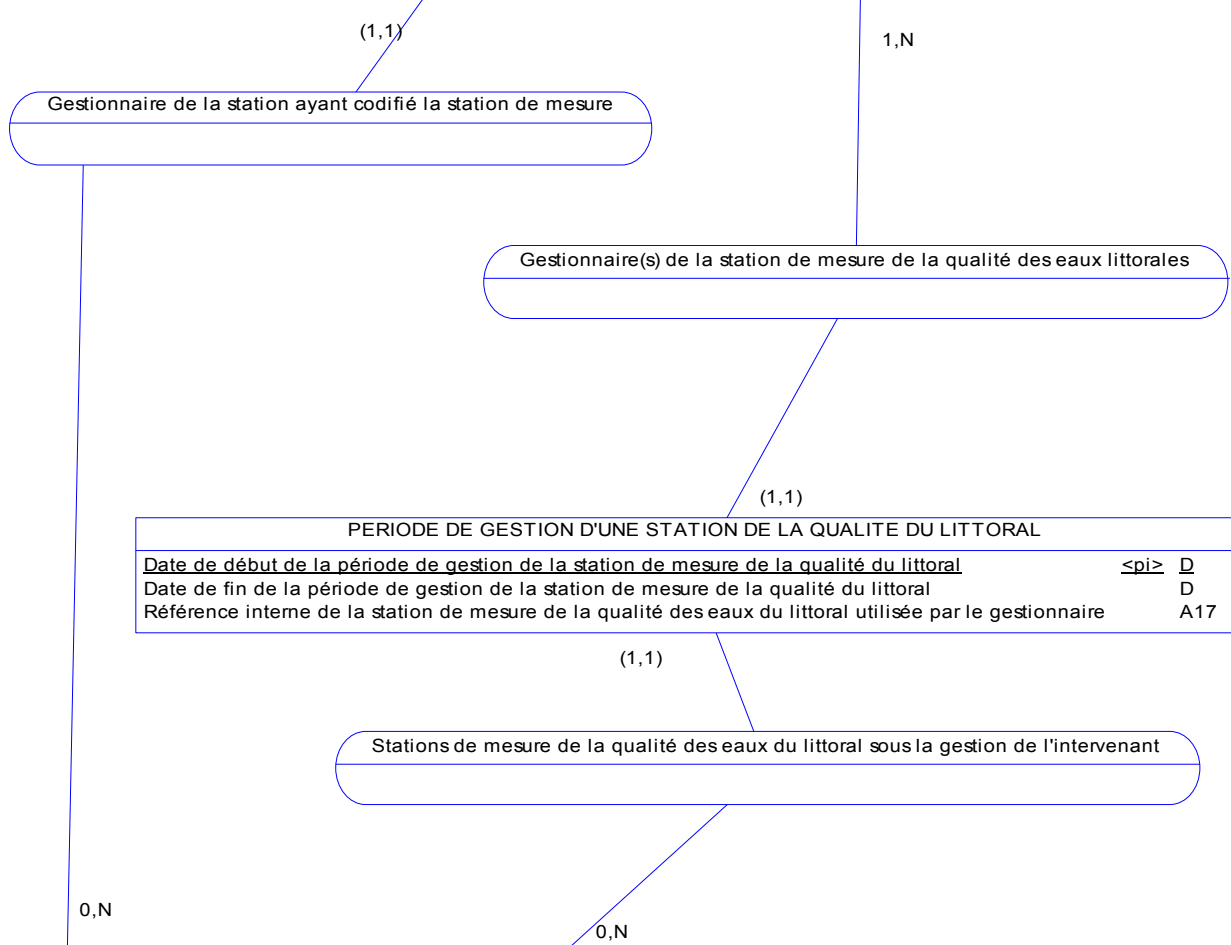 (1,1)
1,N
Gestionnaire de la station ayant codifié la station de mesure
Gestionnaire(s) de la station de mesure de la qualité des eaux littorales
(1,1)
PERIODE DE GESTION D'UNE STATION DE LA QUALITE DU LITTORAL
Date de début de la période de gestion de la station de mesure de la qualité du littoral <pi> D
Date de fin de la période de gestion de la station de mesure de la qualité du littoral D
Référence interne de la station de mesure de la qualité des eaux du littoral utilisée par le gestionnaire A17
(1,1)
Stations de mesure de la qualité des eaux du littoral sous la gestion de l'intervenant
0,N
0,N